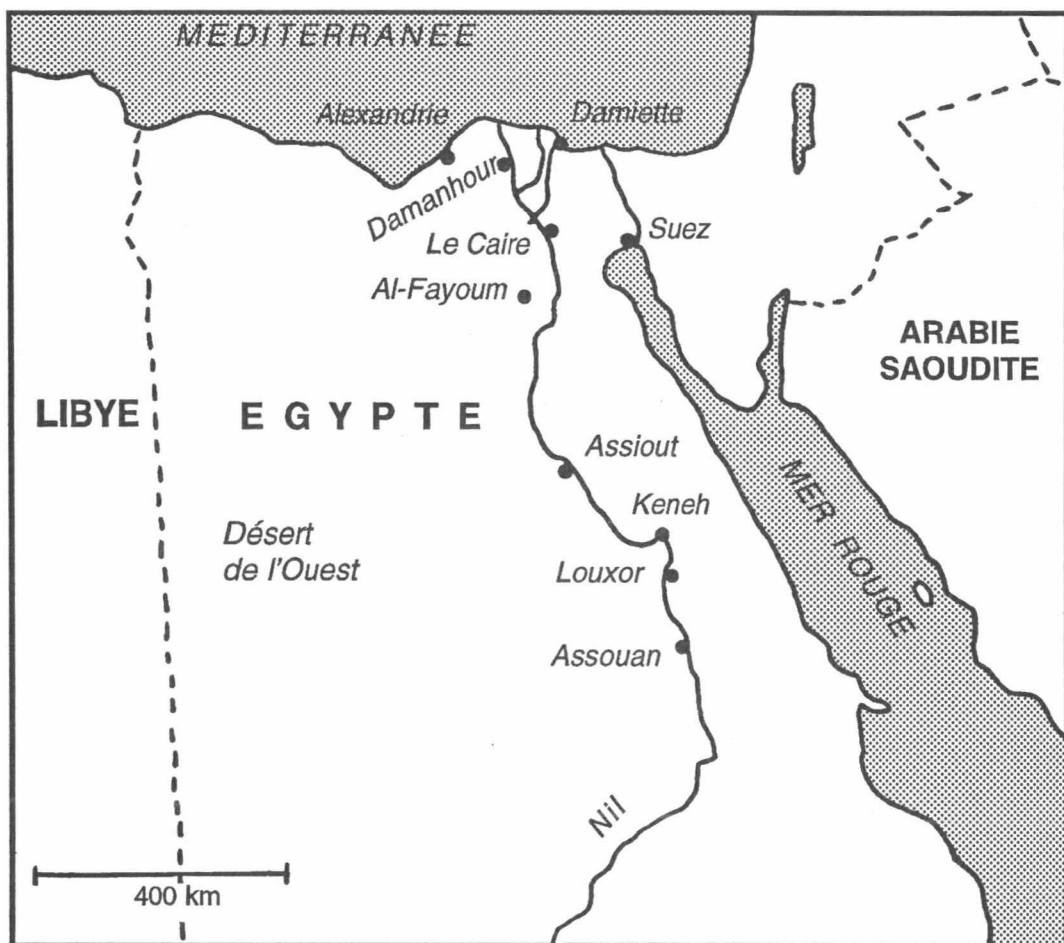 MEDITERRANEE
Alexandrie
Damiette
Damanhour
Le Caire
Suez
Al-Fayoum
ARABIE
SAOUDITE
LIBYE
EGYPTE
Assiout
MER ROUGE
Keneh
Désert
de l'Ouest
Louxor
Assouan
Nil
400 km